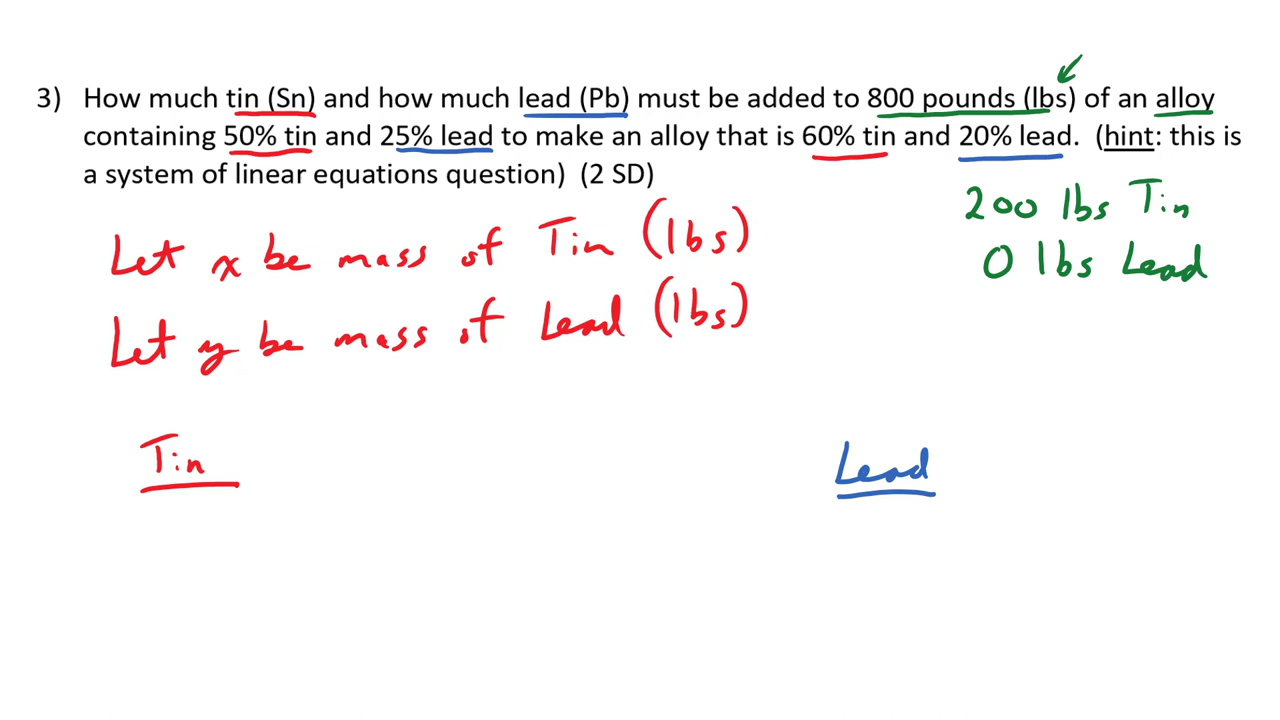 3) How much tin (Sn) and how much lead (Pb) must be added to 800 pounds (lbs) of an alloy
containing 50% tin and 25% lead to make an alloy that is 60% tin and 20% lead. (hint: this is
a system of linear equations question) (2 SD)
200 lbs Tin
0 lbs Lead
Let x be mass of Tin (lbs)
Let y be mass of Lead (lbs)
Tin
Lead